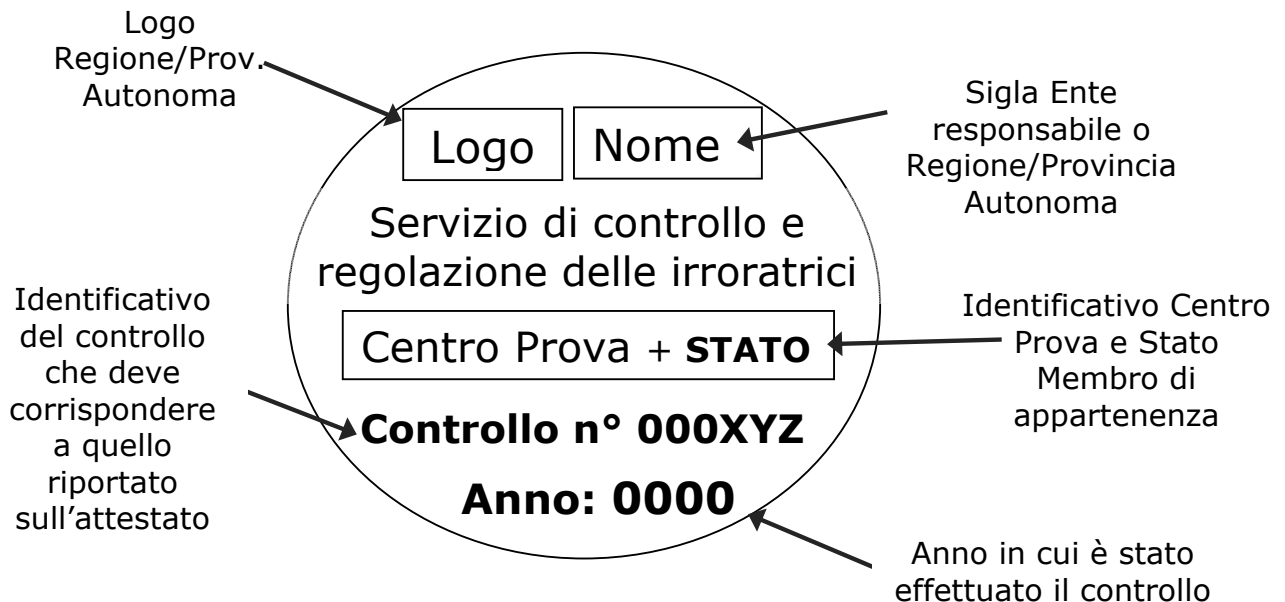 Logo
Regione/Prov.
Autonoma
Logo
Nome
Sigla Ente
responsabile o
Regione/Provincia
Autonoma
Servizio di controllo e
regolazione delle irroratrici
Identificativo
del controllo
che deve
corrispondere
a quello
riportato
sull’attestato
Centro Prova + STATO
Identificativo Centro
Prova e Stato
Membro di
appartenenza
Controllo n° 000XYZ
Anno: 0000
Anno in cui è stato
effettuato il controllo